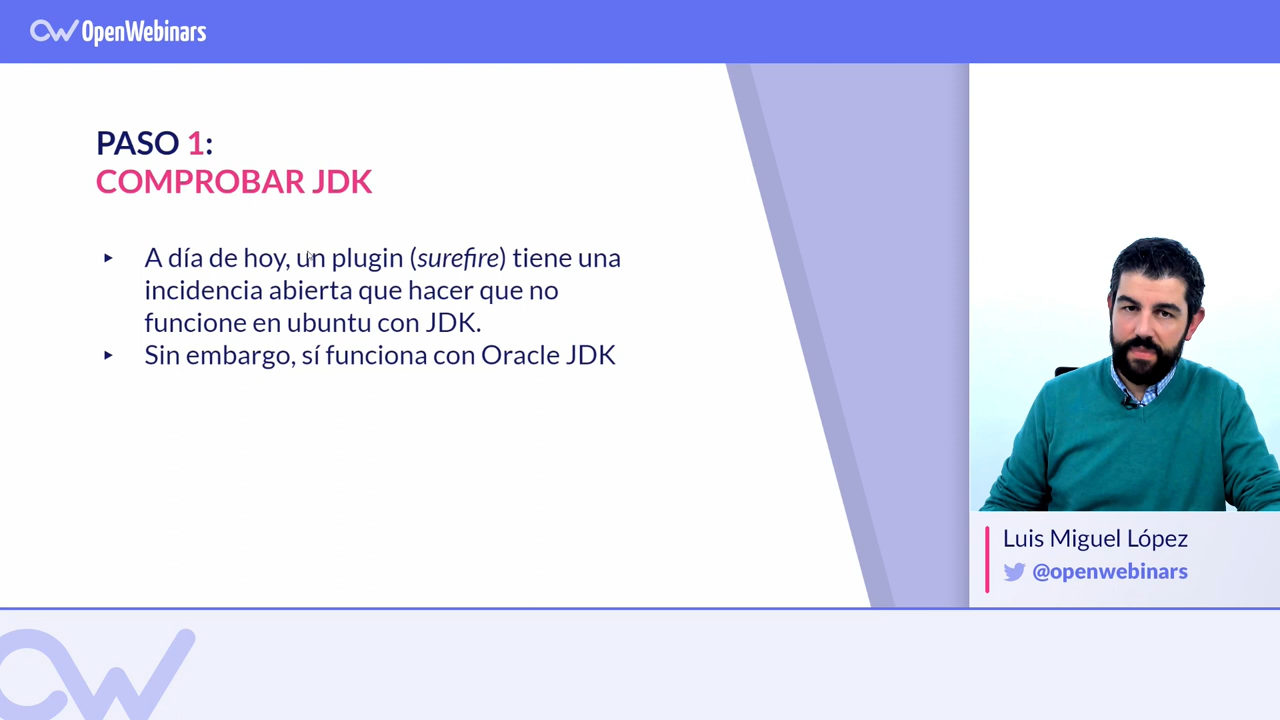 OpenWebinars
PASO 1:
COMPROBAR JDK
▸ A día de hoy, un plugin (surefire) tiene una
incidencia abierta que hacer que no
funcione en ubuntu con JDK.
▸ Sin embargo, sí funciona con Oracle JDK
Luis Miguel López
@openwebinars